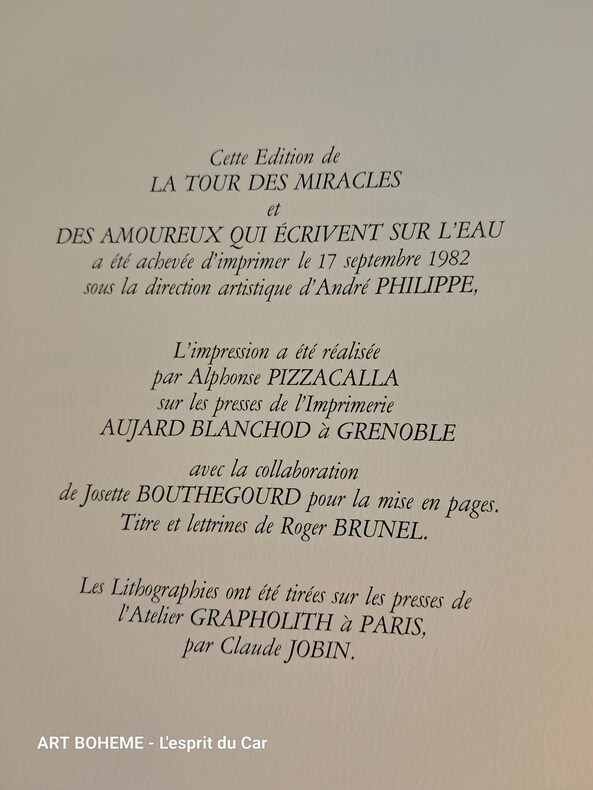 Cette Edition de
LA TOUR DES MIRACLES
et
DES AMOUREUX QUI ÉCRIVENT SUR L'EAU
a été achevée d'imprimer le 17 septembre 1982
sous la direction artistique d'André PHILIPPE,
L'impression a été réalisée
par Alphonse PIZZACALLA
sur les presses de l'Imprimerie
AUJARD BLANCHOD à GRENOBLE
avec la collaboration
de Josette BOUTHEGOURD pour la mise en pages.
Titre et lettrines de Roger BRUNEL.
Les Lithographies ont été tirées sur les presses de
l'Atelier GRAPHOLITH à PARIS,
par Claude JOBIN.
ART BOHEME - L'esprit du Car